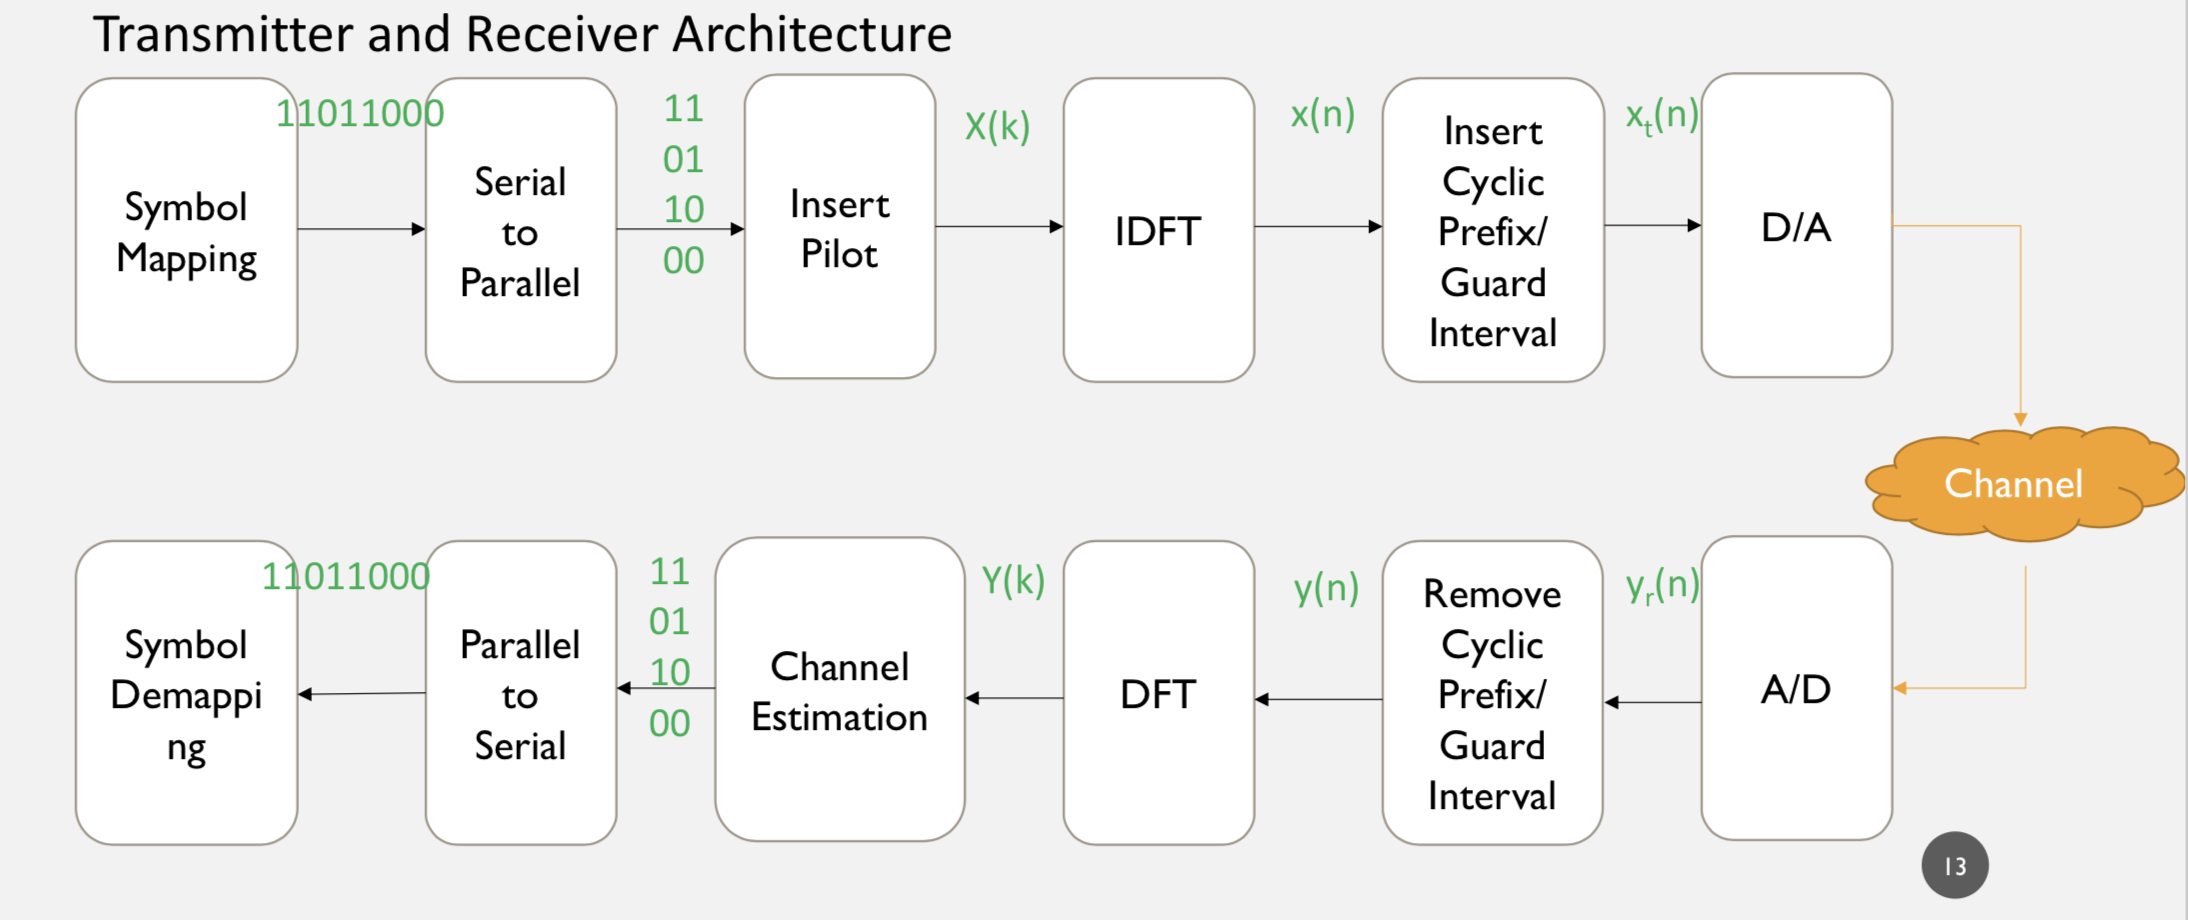 Transmitter and Receiver Architecture
Symbol
Mapping
11011000
Serial
to
Parallel
11
01
10
00
Insert
Pilot
X(k)
IDFT
x(n)
Insert
Cyclic
Prefix/
Guard
Interval
xt(n)
D/A
Channel
Symbol
Demappi
ng
11011000
Parallel
to
Serial
11
01
10
00
Channel
Estimation
Y(k)
DFT
y(n)
Remove
Cyclic
Prefix/
Guard
Interval
yr(n)
A/D
13